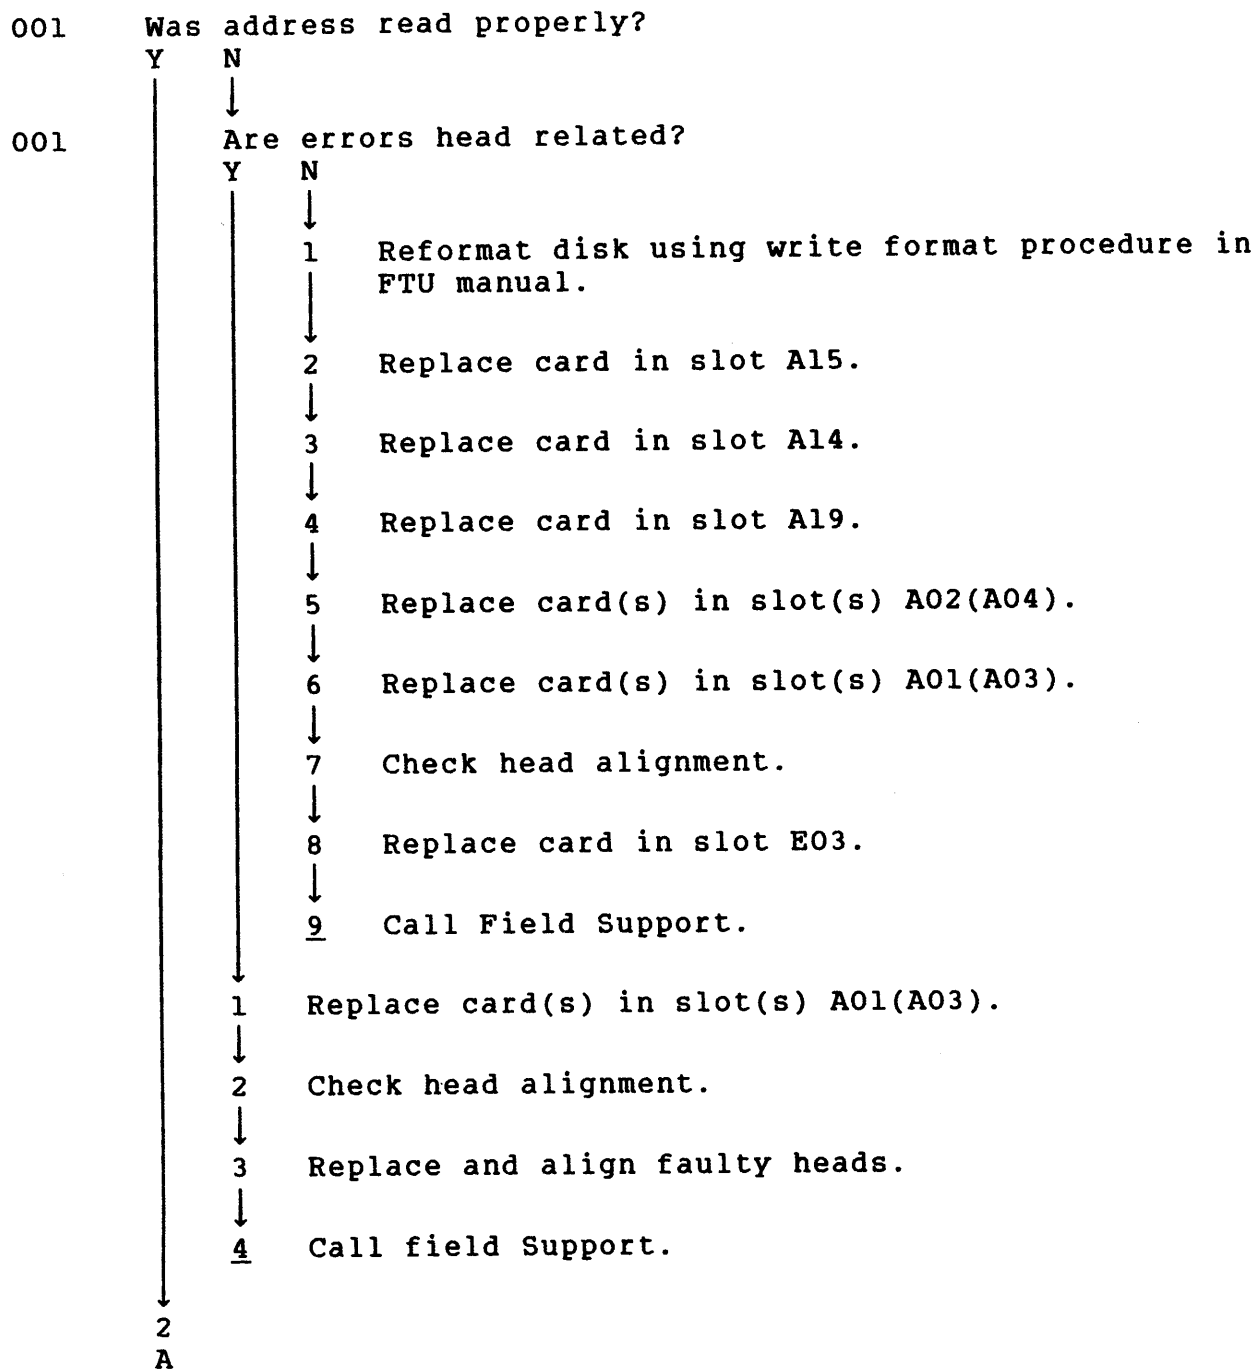 001 Was address read properly?
Y N
001 Are errors head related?
Y N
1 Reformat disk using write format procedure in
FTU manual.
2 Replace card in slot A15.
3 Replace card in slot A14.
4 Replace card in slot A19.
5 Replace card(s) in slot(s) A02(A04).
6 Replace card(s) in slot(s) A01(A03).
7 Check head alignment.
8 Replace card in slot E03.
9 Call Field Support.
1 Replace card(s) in slot(s) A01(A03).
2 Check head alignment.
3 Replace and align faulty heads.
4 Call field Support.
2
A